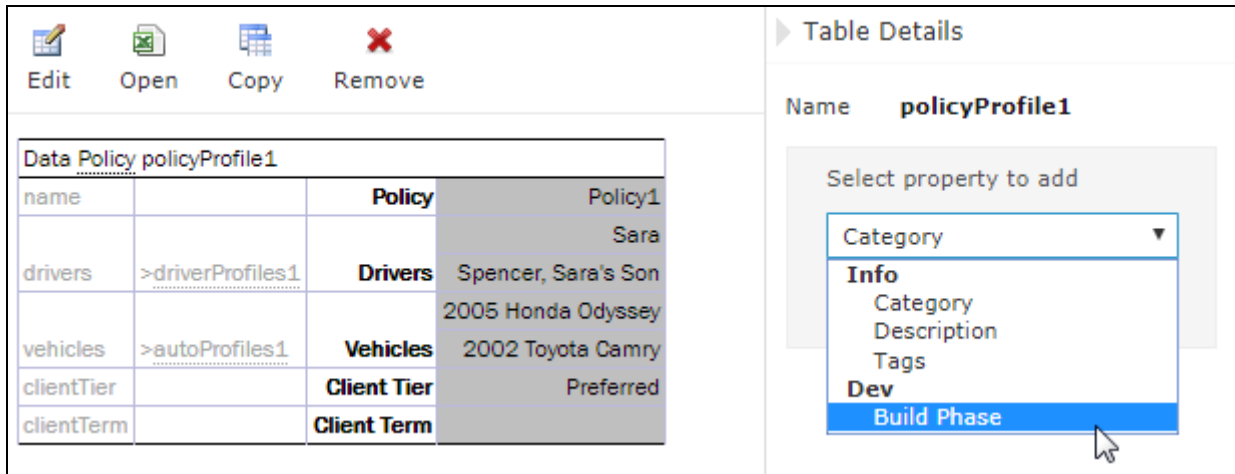 Edit Open Copy Remove
Data Policy policyProfile1
name Policy Policy1
Sara
drivers >driverProfiles1 Drivers Spencer, Sara's Son
2005 Honda Odyssey
vehicles >autoProfiles1 Vehicles 2002 Toyota Camry
clientTier Client Tier Preferred
clientTerm Client Term
Table Details
Name policyProfile1
Select property to add
Category
Info
Category
Description
Tags
Dev
Build Phase